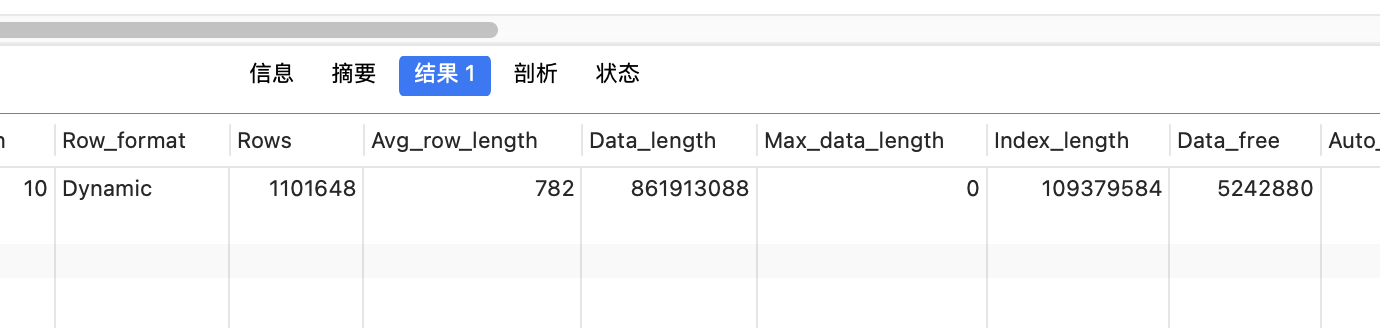 信息 摘要 结果 1 剖析 状态
Row_format Rows Avg_row_length Data_length Max_data_length Index_length Data_free
10 Dynamic 1101648 782 861913088 0 109379584 5242880